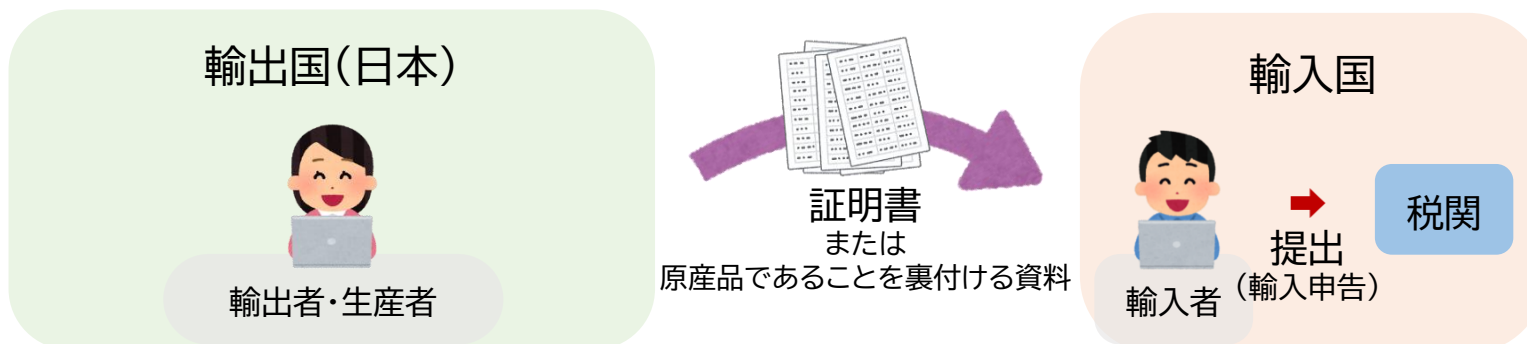 輸出国(日本)
輸出者・生産者
証明書
または
原産品であることを裏付ける資料
輸入国
輸入者
提出
(輸入申告)
税関